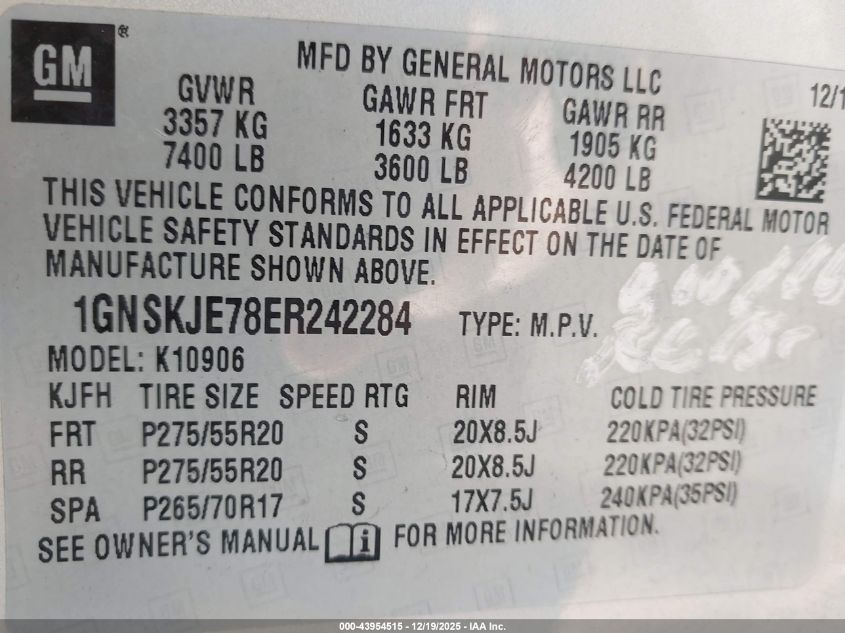 GM ®
MFD BY GENERAL MOTORS LLC
12/1
GVWR GAWR FRT GAWR RR
3357 KG 1633 KG 1905 KG
7400 LB 3600 LB 4200 LB
THIS VEHICLE CONFORMS TO ALL APPLICABLE U.S. FEDERAL MOTOR
VEHICLE SAFETY STANDARDS IN EFFECT ON THE DATE OF
MANUFACTURE SHOWN ABOVE.
1GNSKJE78ER242284 TYPE: M.P.V.
MODEL: K10906
KJFH TIRE SIZE SPEED RTG RIM COLD TIRE PRESSURE
FRT P275/55R20 S 20X8.5J 220KPA(32PSI)
RR P275/55R20 S 20X8.5J 220KPA(32PSI)
SPA P265/70R17 S 17X7.5J 240KPA(35PSI)
SEE OWNER'S MANUAL i FOR MORE INFORMATION.
000-43954515 - 12/19/2025 - IAA Inc.